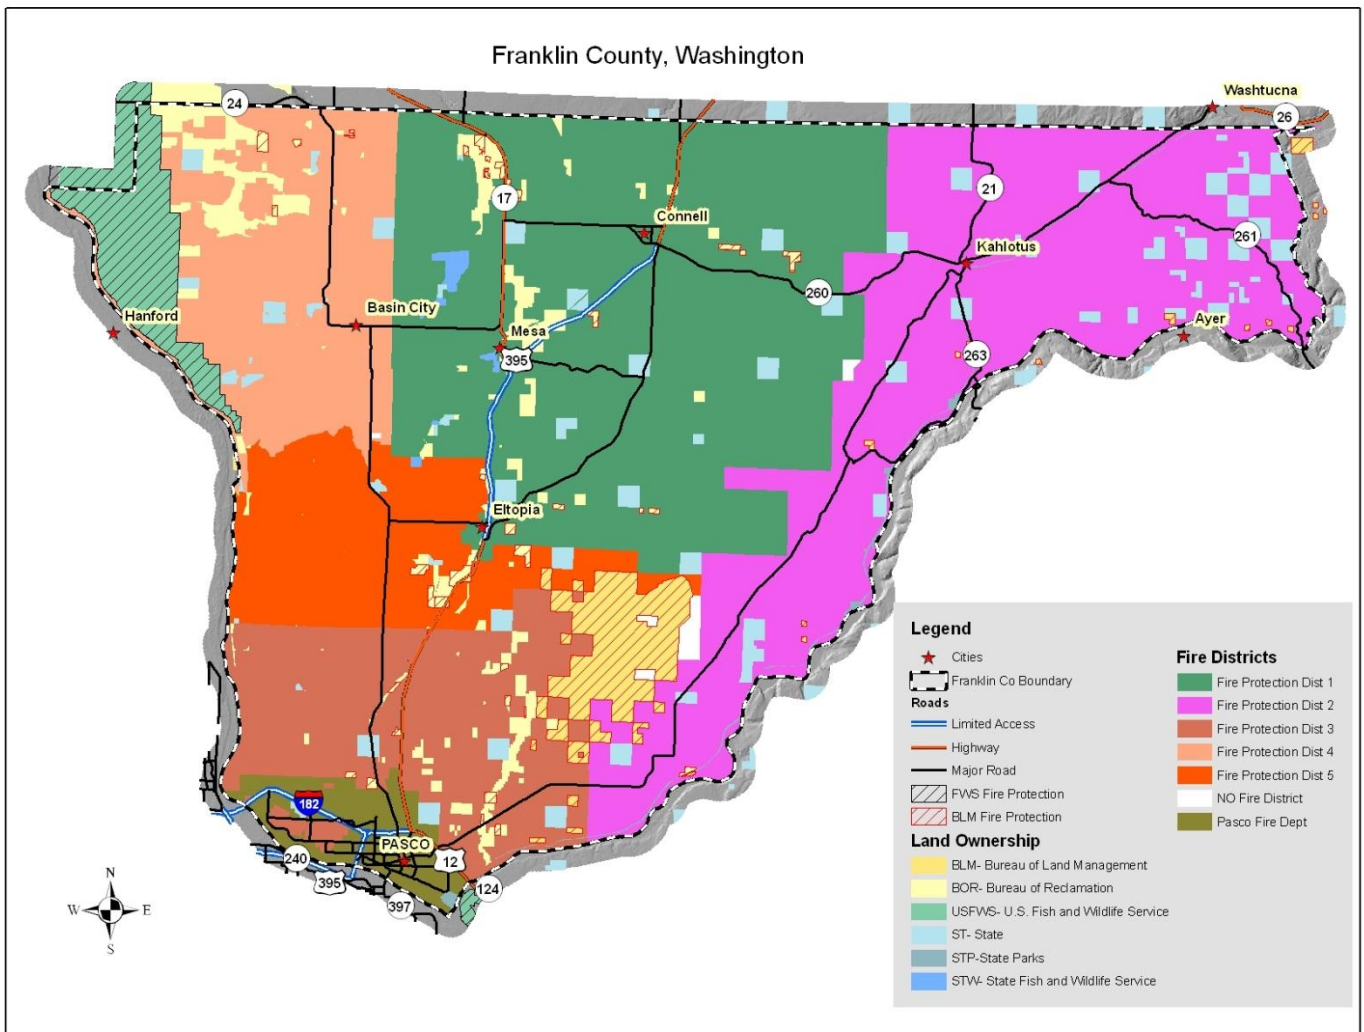 Franklin County, Washington
Washtucna
24
26
17
21
Connell
Kahlotus
261
260
Basin City
Hanford
Mesa
Ayer
395
263
Eltopia
Legend
Cities
Franklin Co Boundary
Roads
Limited Access
Highway
Major Road
FWS Fire Protection
BLM Fire Protection
Land Ownership
BLM- Bureau of Land Management
BOR- Bureau of Reclamation
USFWS- U.S. Fish and Wildlife Service
ST- State
STP-State Parks
STW- State Fish and Wildlife Service
Fire Districts
Fire Protection Dist 1
Fire Protection Dist 2
Fire Protection Dist 3
Fire Protection Dist 4
Fire Protection Dist 5
NO Fire District
Pasco Fire Dept
182
PASCO
240
12
395
124
397
N
W
E
S